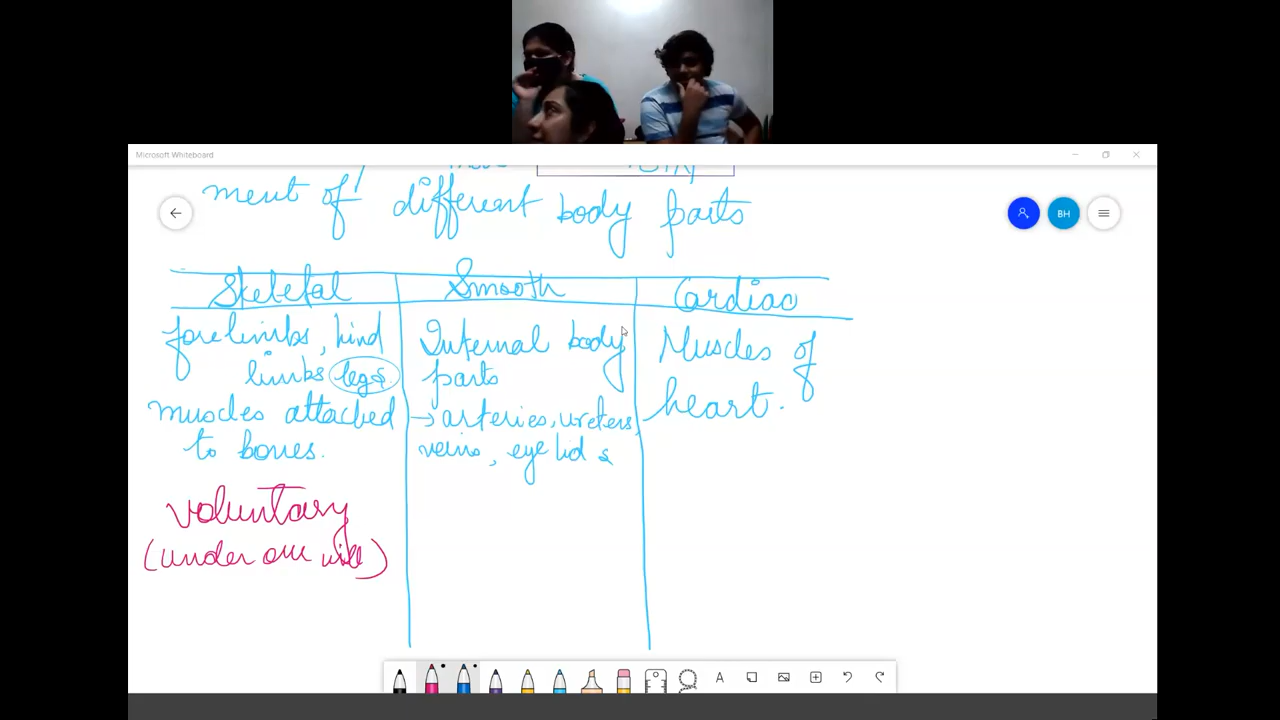 Microsoft Whiteboard
ment of different body parts
BH
Skeletal
Smooth
Cardiac
forelimbs, hind
limbs legs
muscles attached
to bones.
voluntary
(under our will)
Internal body
parts
→ arteries, ureters,
veins, eye lid &
Muscles of
heart.
A